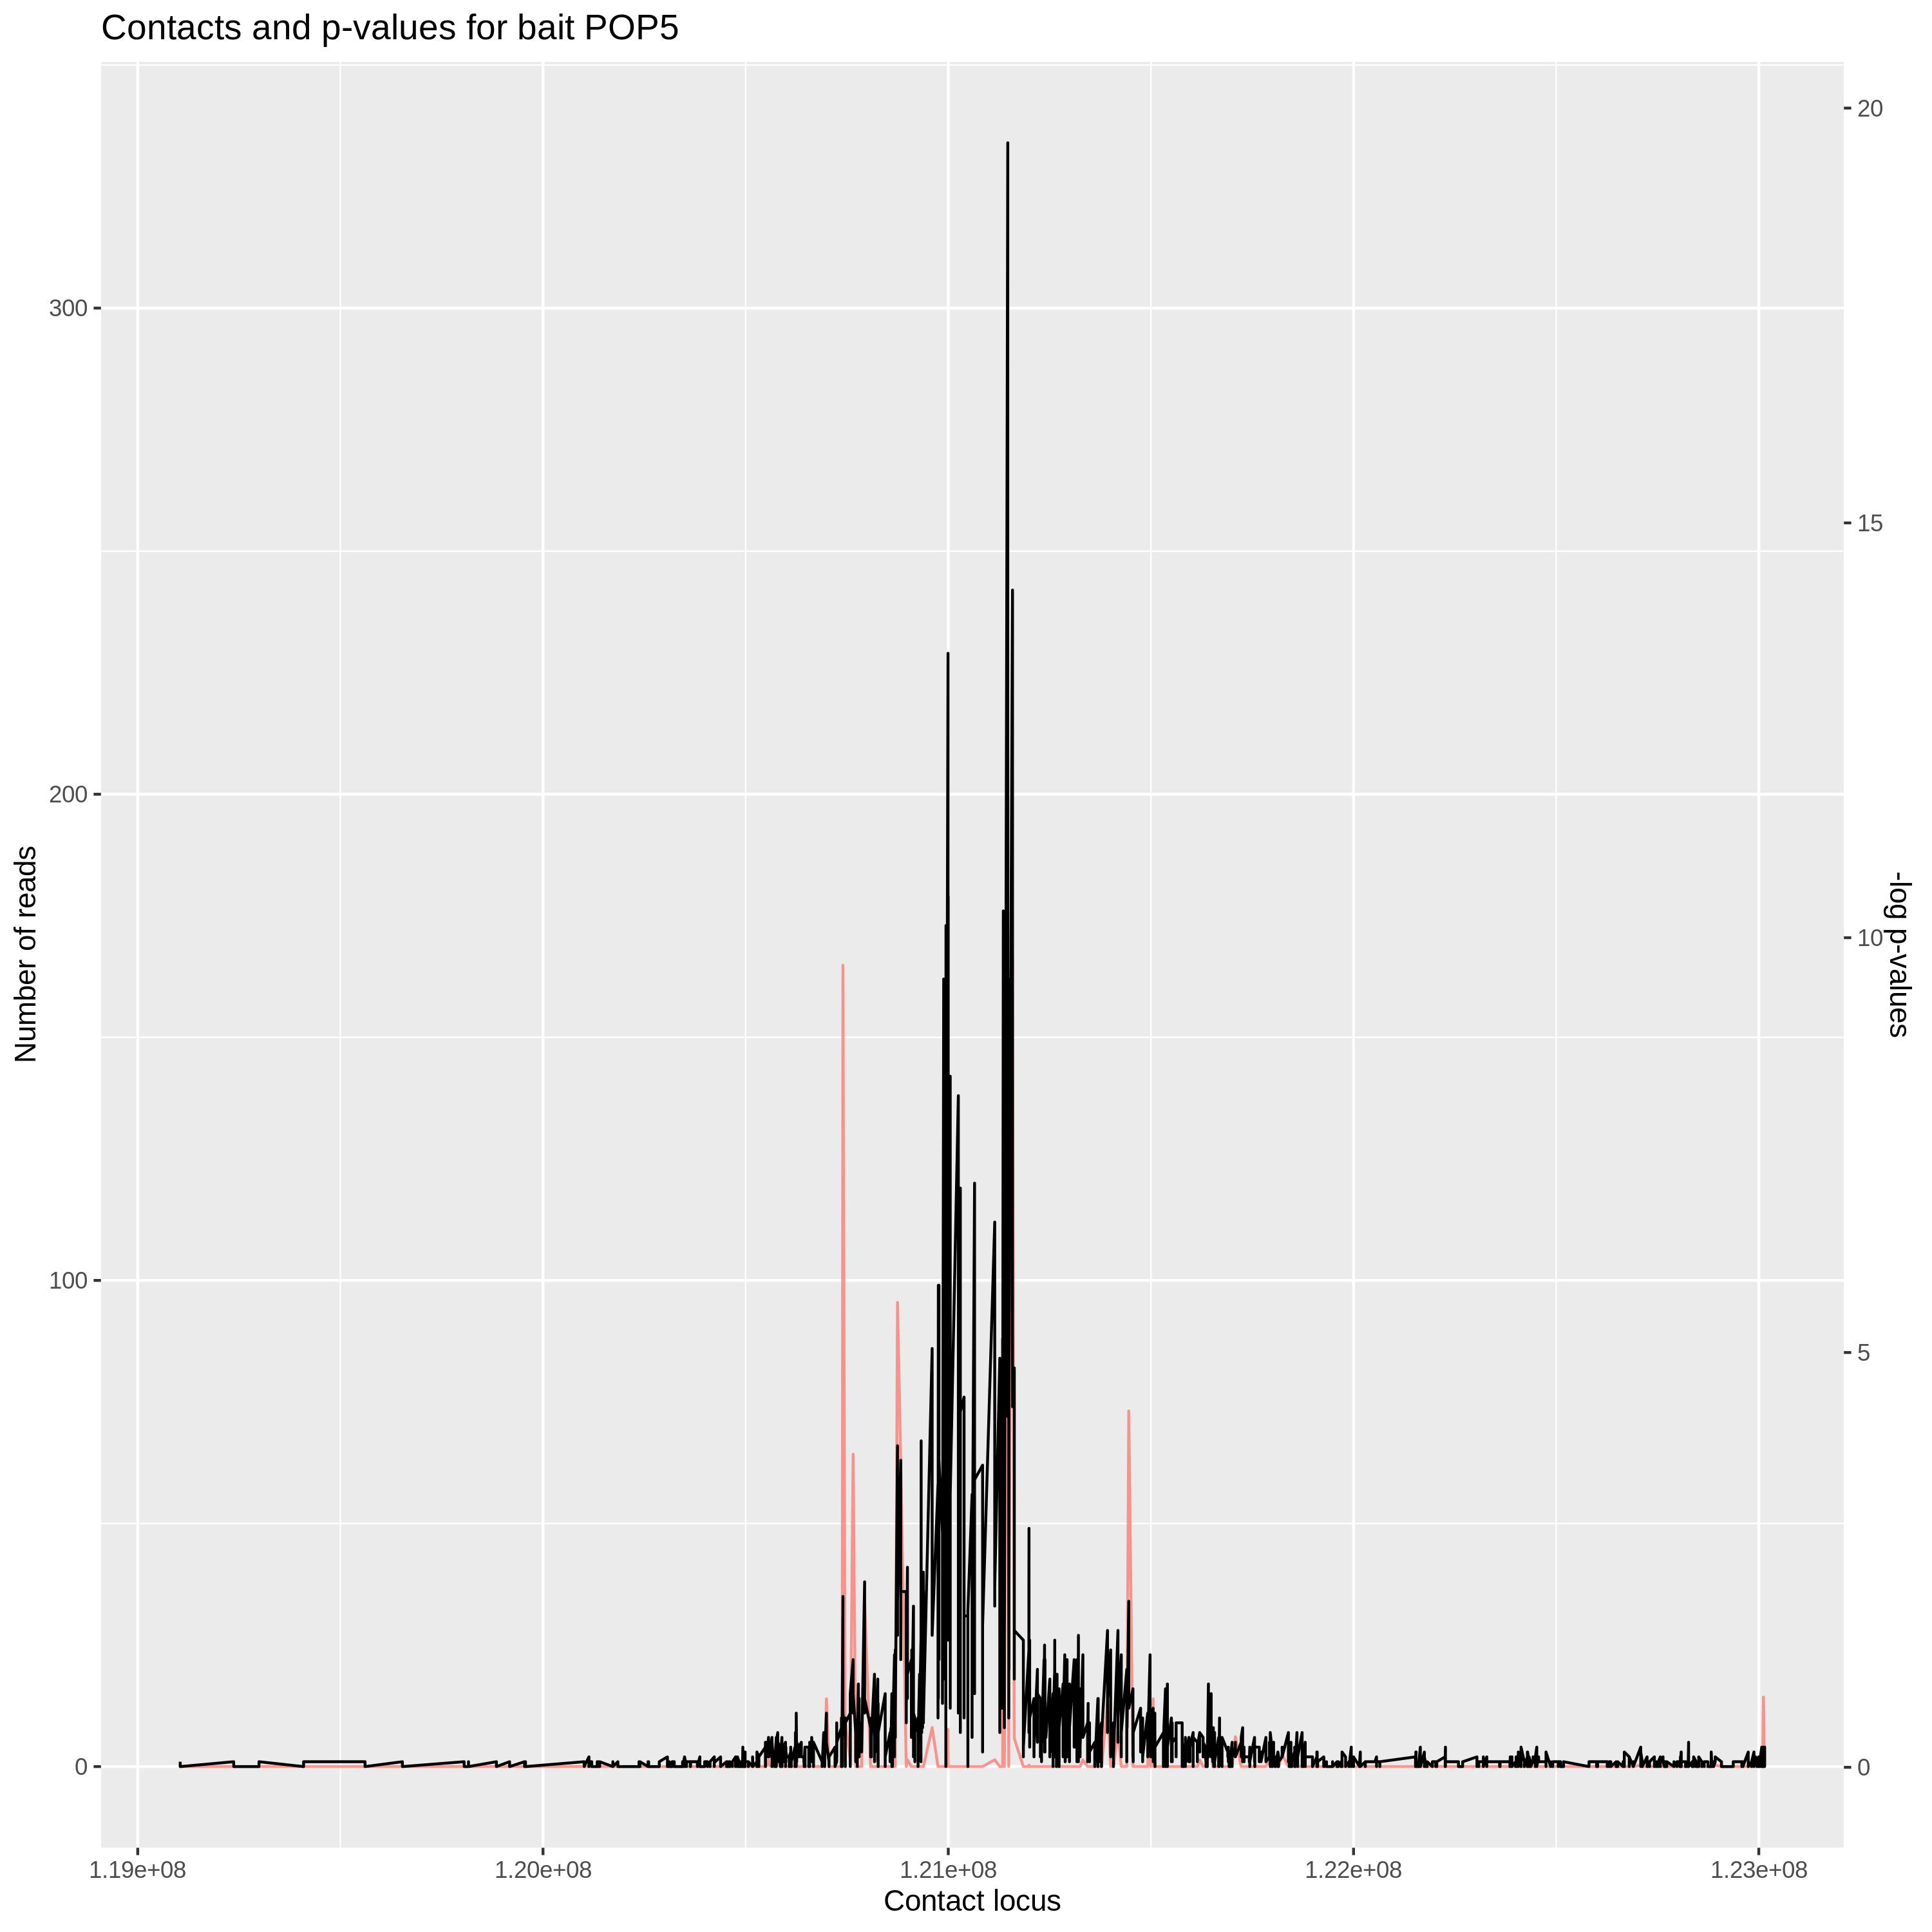 Contacts and p-values for bait POP5
300
200
100
0
Number of reads
20
15
10
5
0
-log p-values
1.19e+08
1.20e+08
1.21e+08
1.22e+08
1.23e+08
Contact locus